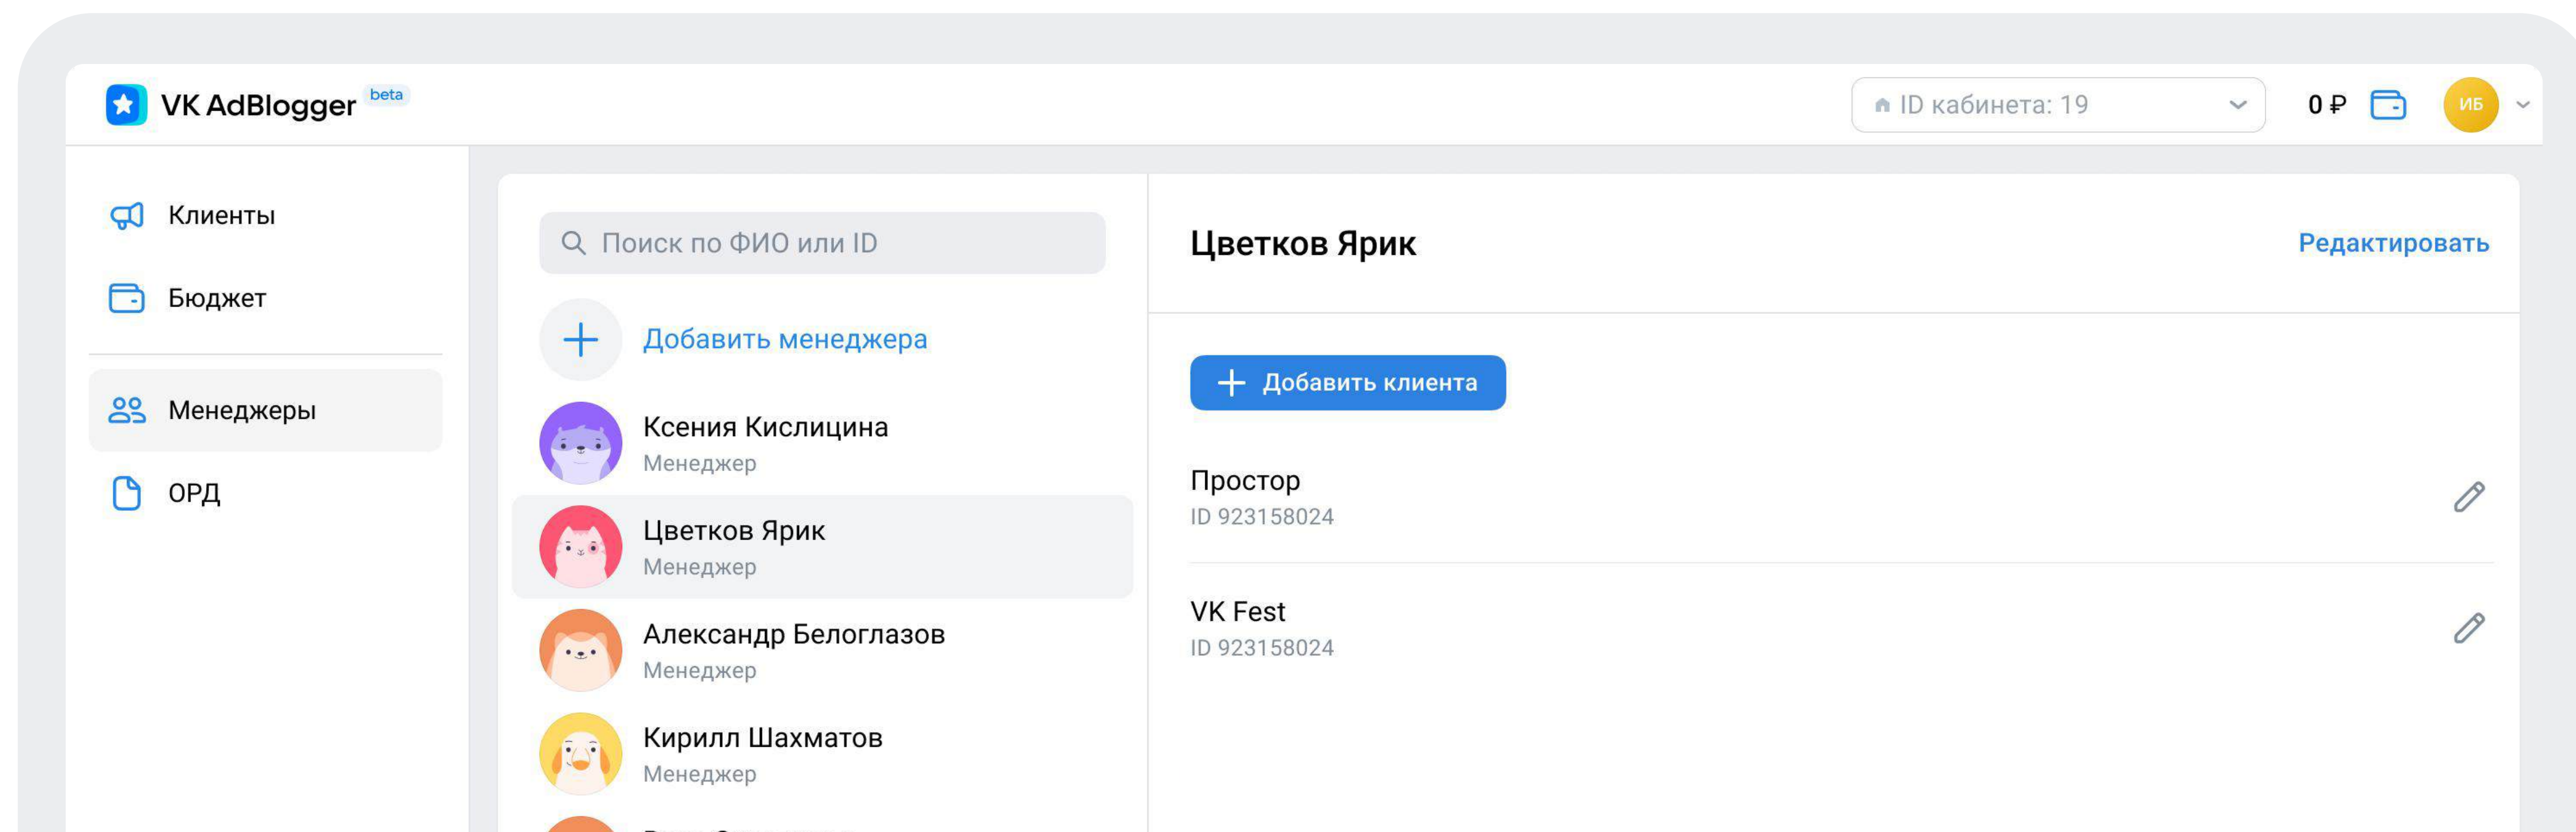 VK AdBlogger beta
ID кабинета: 19
0 ₽
ИБ
Клиенты
Бюджет
Менеджеры
ОРД
Поиск по ФИО или ID
Добавить менеджера
Ксения Кислицина
Менеджер
Цветков Ярик
Менеджер
Александр Белоглазов
Менеджер
Кирилл Шахматов
Менеджер
Цветков Ярик
Редактировать
Добавить клиента
Простор
ID 923158024
VK Fest
ID 923158024